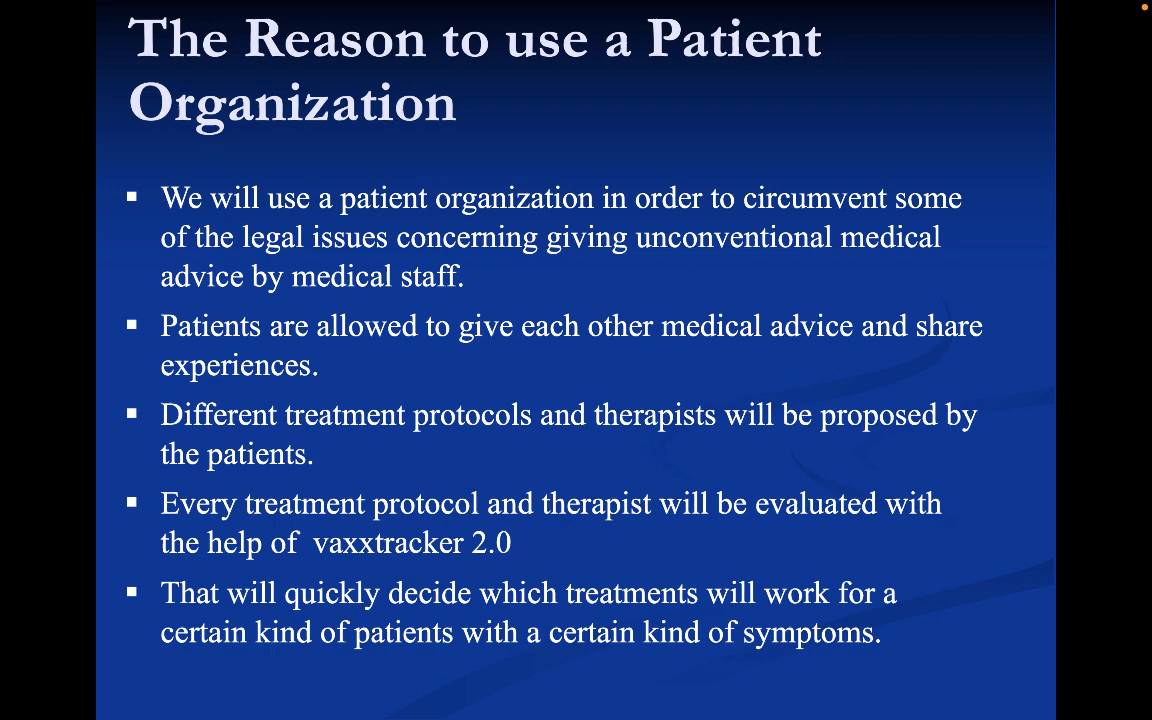 The Reason to use a Patient
Organization
▪ We will use a patient organization in order to circumvent some
of the legal issues concerning giving unconventional medical
advice by medical staff.
▪ Patients are allowed to give each other medical advice and share
experiences.
▪ Different treatment protocols and therapists will be proposed by
the patients.
▪ Every treatment protocol and therapist will be evaluated with
the help of  vaxxtracker 2.0
▪ That will quickly decide which treatments will work for a
certain kind of patients with a certain kind of symptoms.